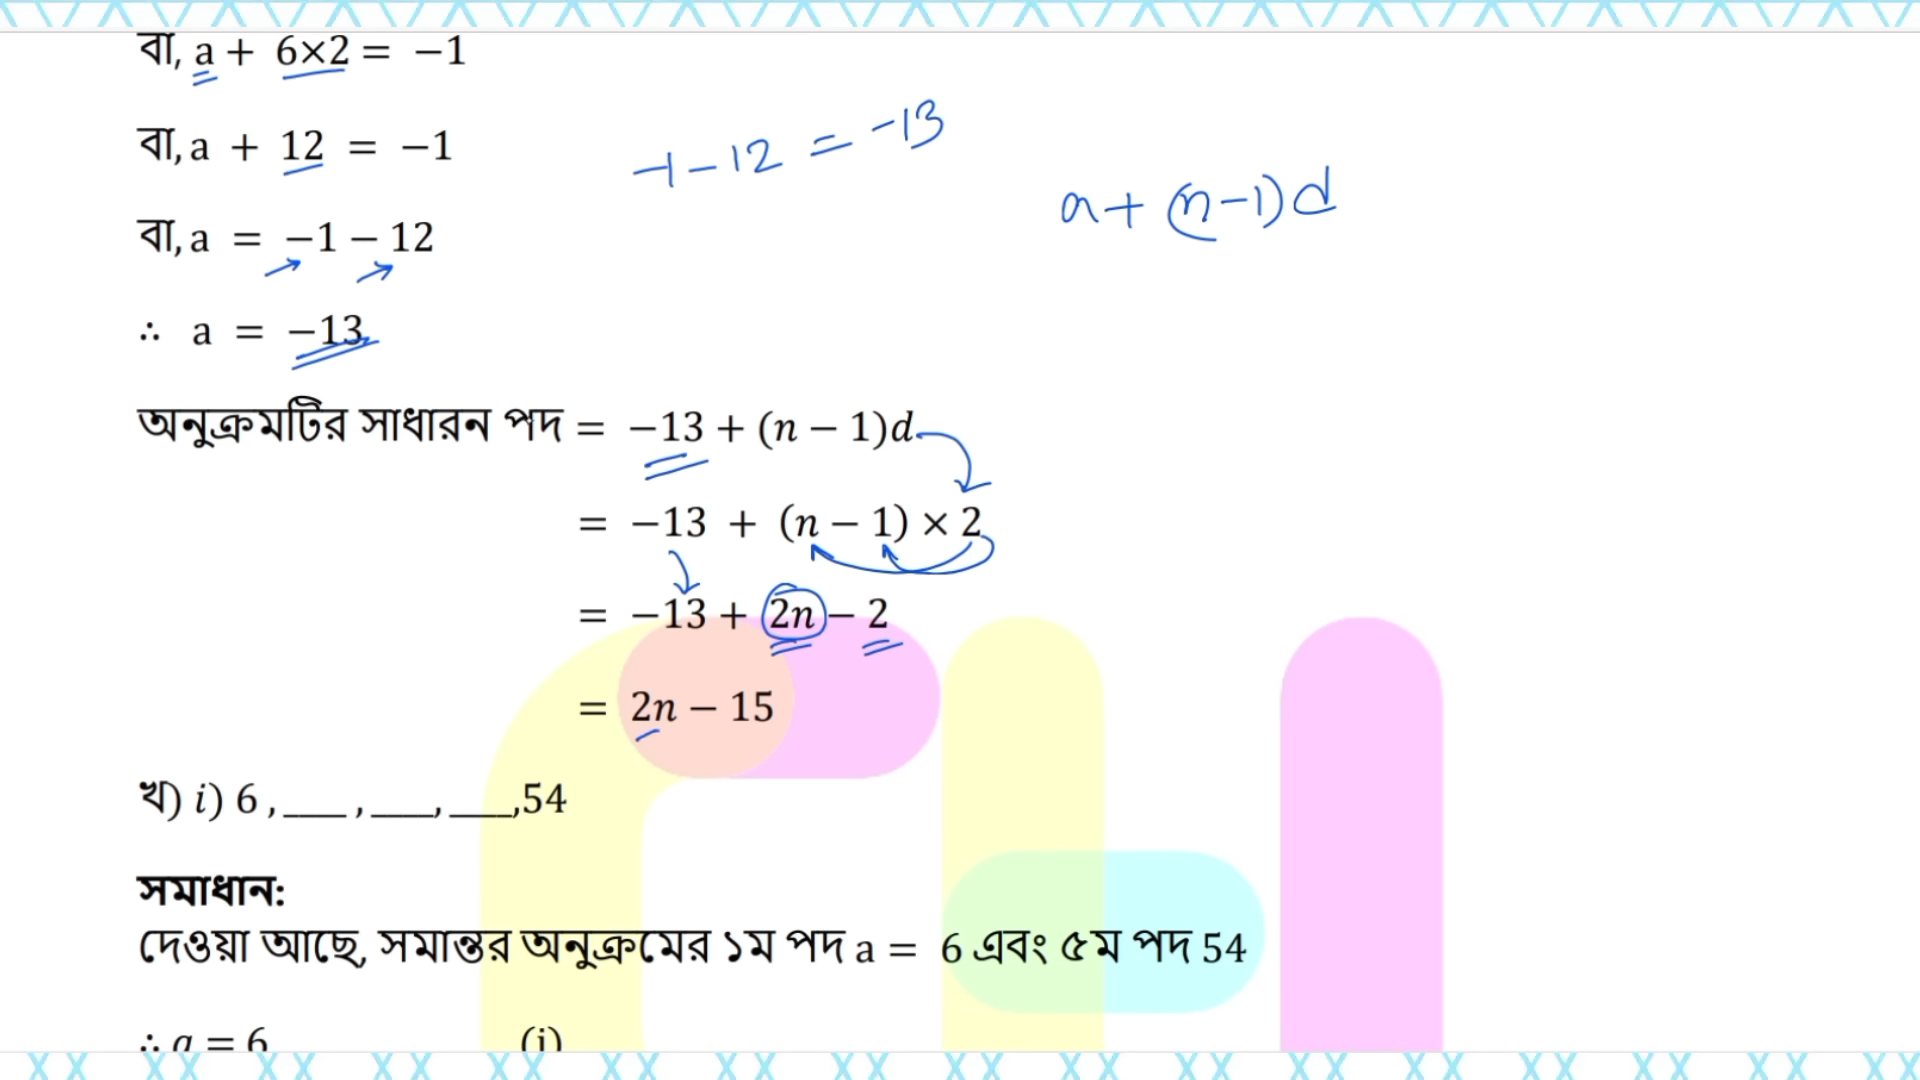 বা, a + 6×2 = −1
বা, a + 12 = −1
−1 − 12 = −13
a + (n−1)d
বা, a = −1 − 12
∴ a = −13
অনুক্রমটির সাধারন পদ = −13 + (n − 1)d
= −13 + (n − 1) × 2
= −13 + 2n − 2
= 2n − 15
খ) i) 6 , ___ , ___, ___,54
সমাধান:
দেওয়া আছে, সমান্তর অনুক্রমের ১ম পদ a = 6 এবং ৫ম পদ 54
∴ a = 6 (i)